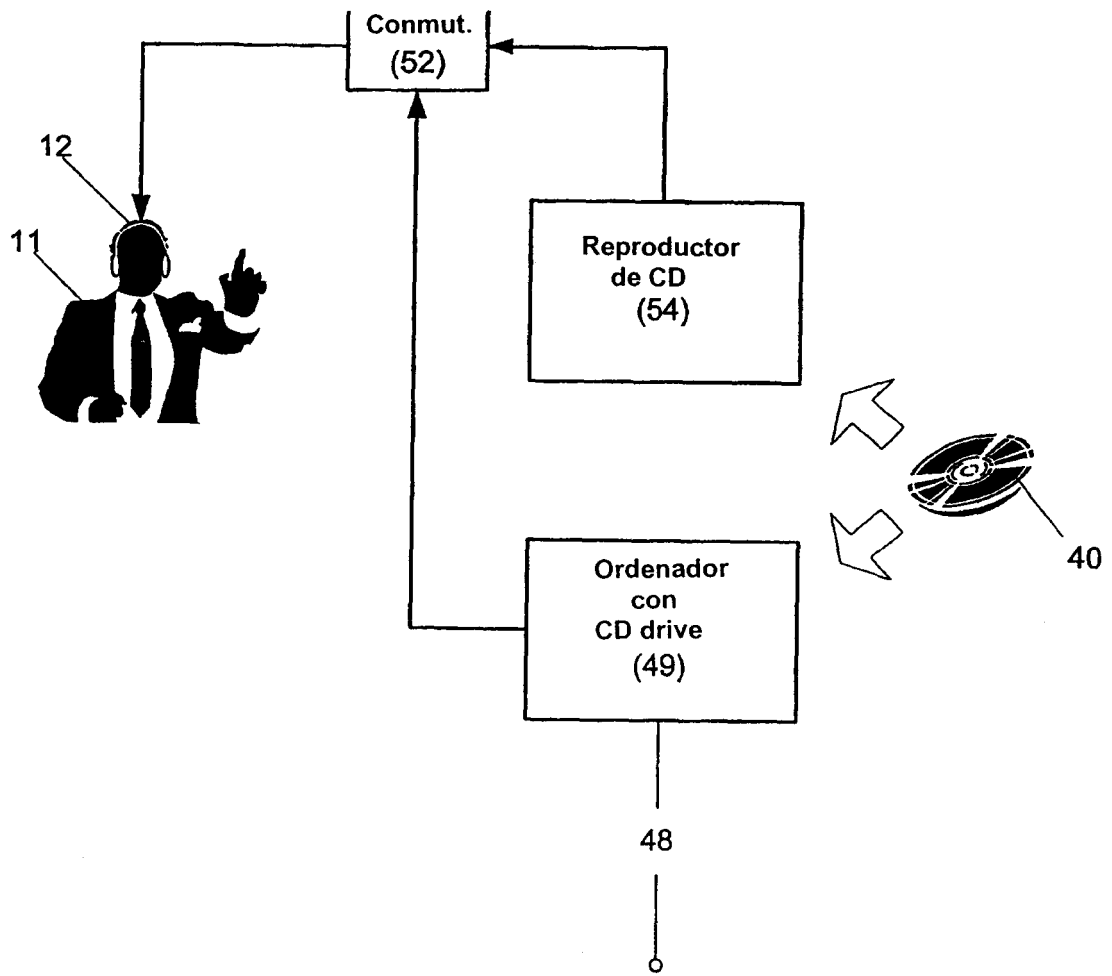 Conmut.
(52)
12
11
Reproductor
de CD
(54)
40
Ordenador
con
CD drive
(49)
48